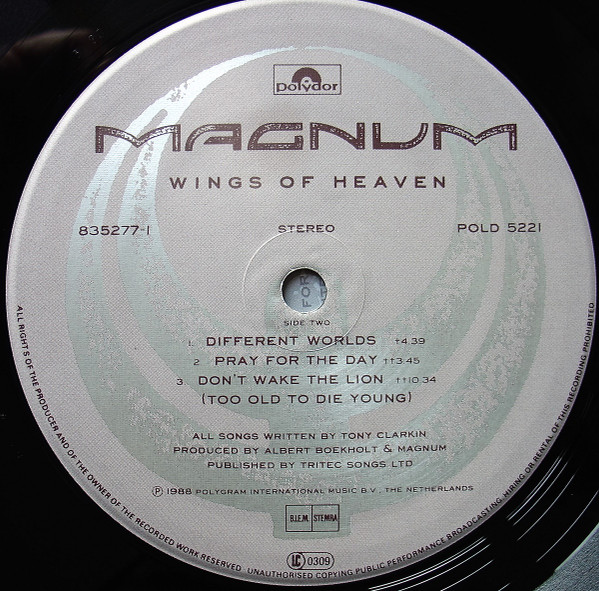 polydor
MAGNUM
WINGS OF HEAVEN
835277-1 STEREO POLD 5221
FOR
SIDE TWO
1. DIFFERENT WORLDS †4.39
2. PRAY FOR THE DAY ††3.45
3. DON'T WAKE THE LION ††10.34
(TOO OLD TO DIE YOUNG)
ALL SONGS WRITTEN BY TONY CLARKIN
PRODUCED BY ALBERT BOEKHOLT & MAGNUM
PUBLISHED BY TRITEC SONGS LTD
Ⓟ 1988 POLYGRAM INTERNATIONAL MUSIC B.V., THE NETHERLANDS
B.I.E.M. STEMRA
LC 0309
ALL RIGHTS OF THE PRODUCER AND OF THE OWNER OF THE RECORDED WORK RESERVED. UNAUTHORISED COPYING PUBLIC PERFORMANCE BROADCASTING HIRING OR RENTAL OF THIS RECORDING PROHIBITED